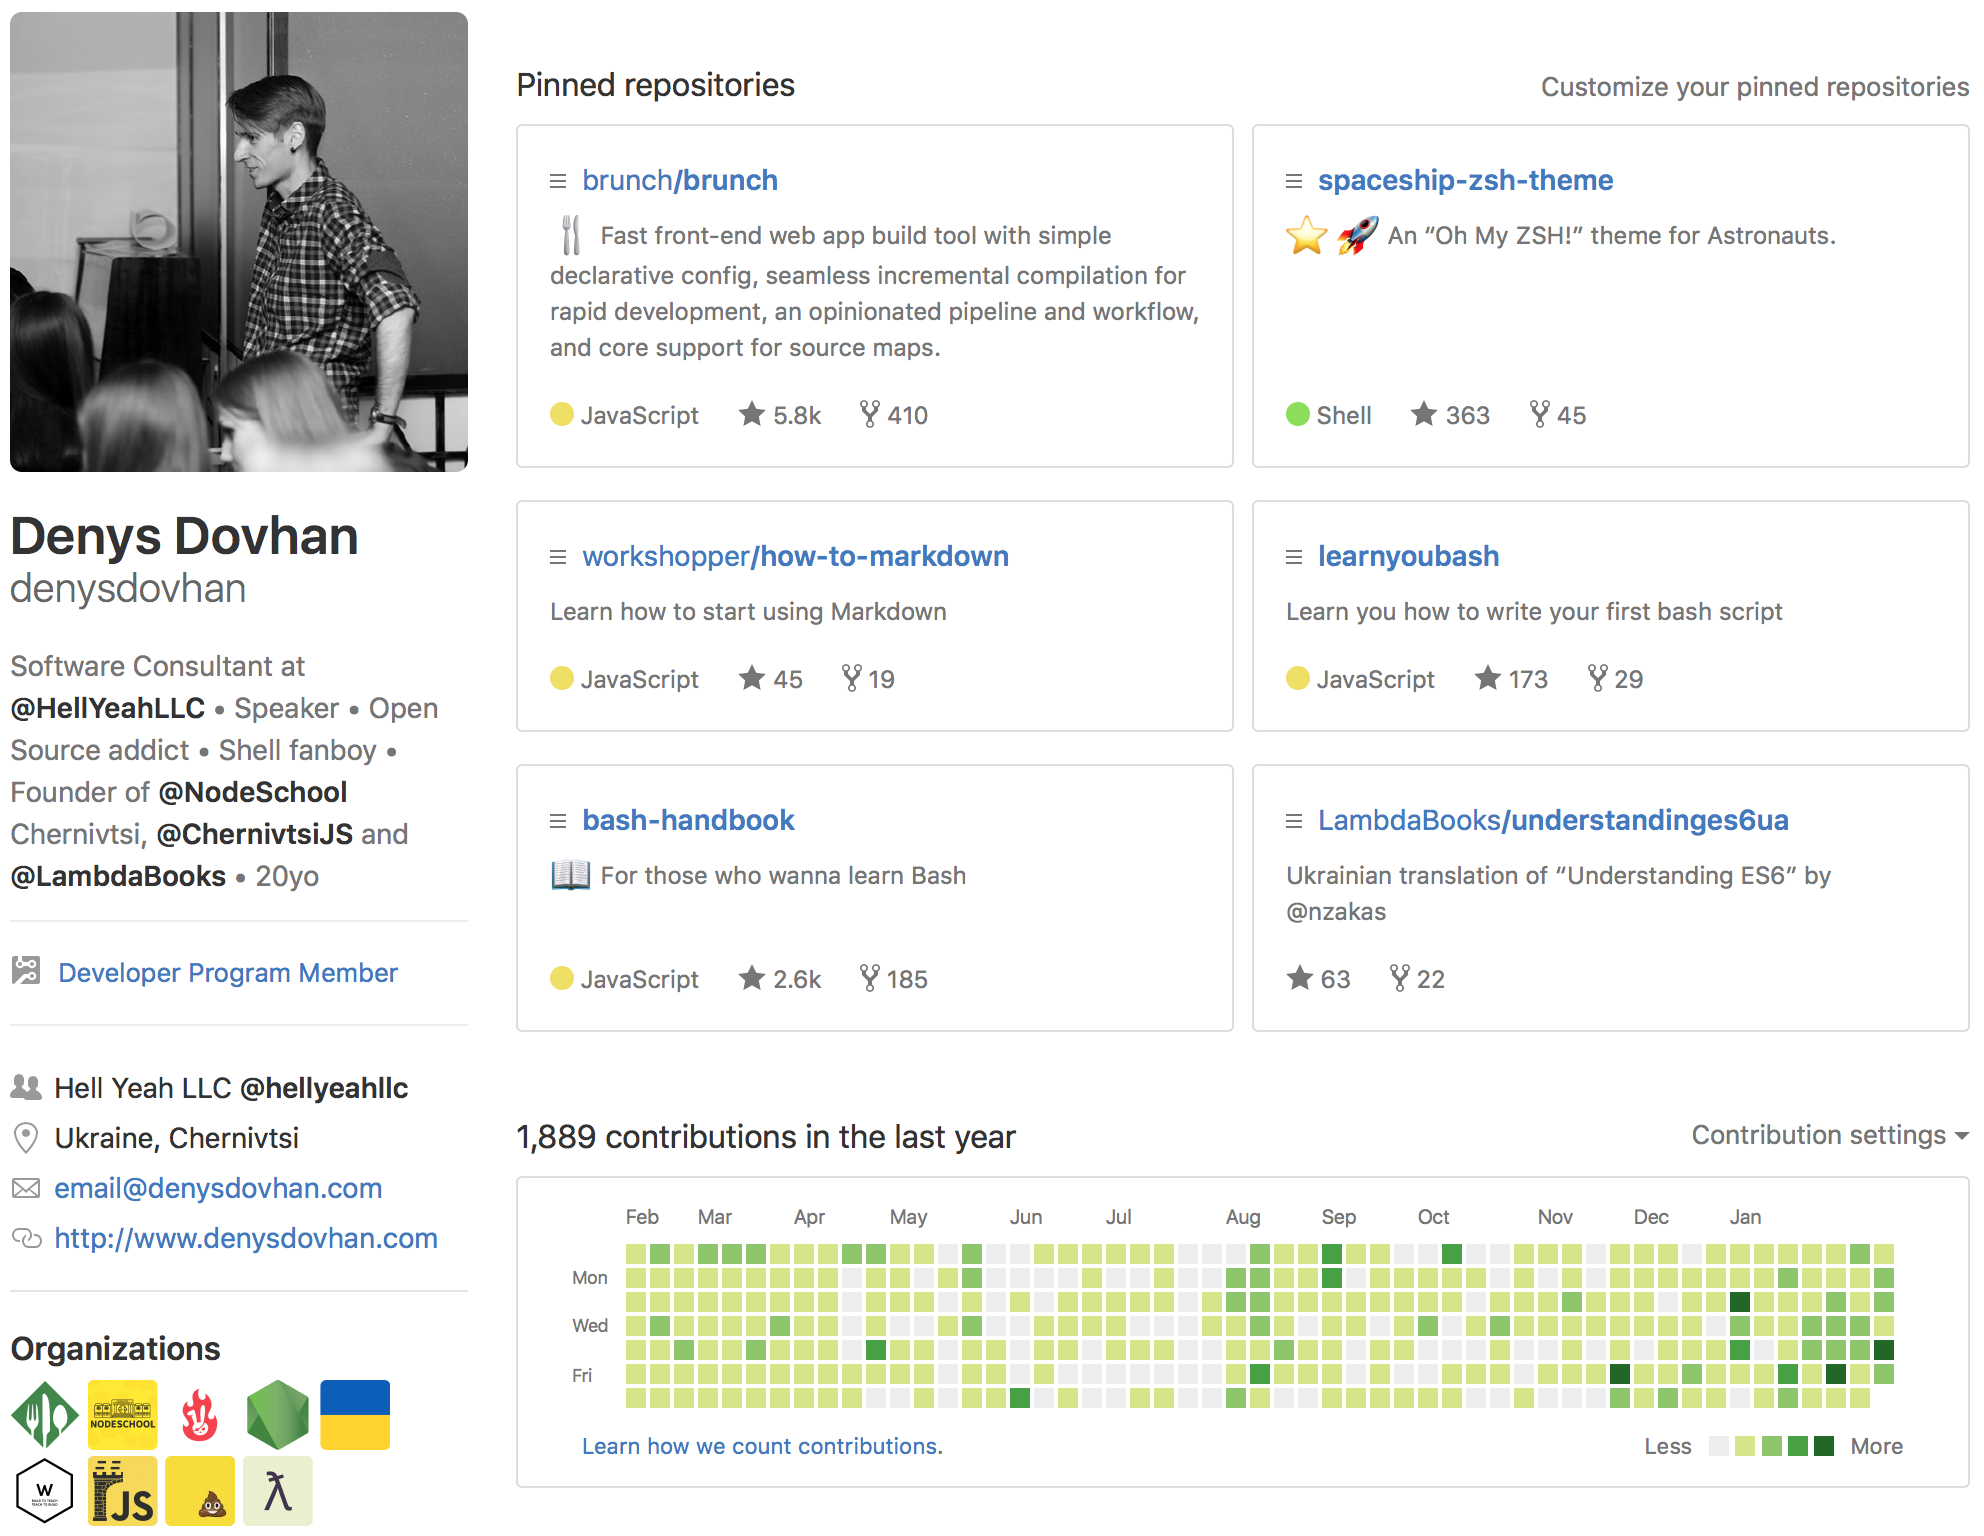 Denys Dovhan
denysdovhan
Software Consultant at
@HellYeahLLC • Speaker • Open
Source addict • Shell fanboy •
Founder of @NodeSchool
Chernivtsi, @ChernivtsiJS and
@LambdaBooks • 20yo
Developer Program Member
Hell Yeah LLC @hellyeahllc
Ukraine, Chernivtsi
email@denysdovhan.com
http://www.denysdovhan.com
Organizations
NODESCHOOL
W
JS
λ
Pinned repositories
Customize your pinned repositories
brunch/brunch
Fast front-end web app build tool with simple
declarative config, seamless incremental compilation for
rapid development, an opinionated pipeline and workflow,
and core support for source maps.
JavaScript 5.8k 410
spaceship-zsh-theme
An “Oh My ZSH!” theme for Astronauts.
Shell 363 45
workshopper/how-to-markdown
Learn how to start using Markdown
JavaScript 45 19
learnyoubash
Learn you how to write your first bash script
JavaScript 173 29
bash-handbook
For those who wanna learn Bash
JavaScript 2.6k 185
LambdaBooks/understandinges6ua
Ukrainian translation of “Understanding ES6” by
@nzakas
63 22
1,889 contributions in the last year
Contribution settings
Feb Mar Apr May Jun Jul Aug Sep Oct Nov Dec Jan
Mon
Wed
Fri
Learn how we count contributions.
Less More